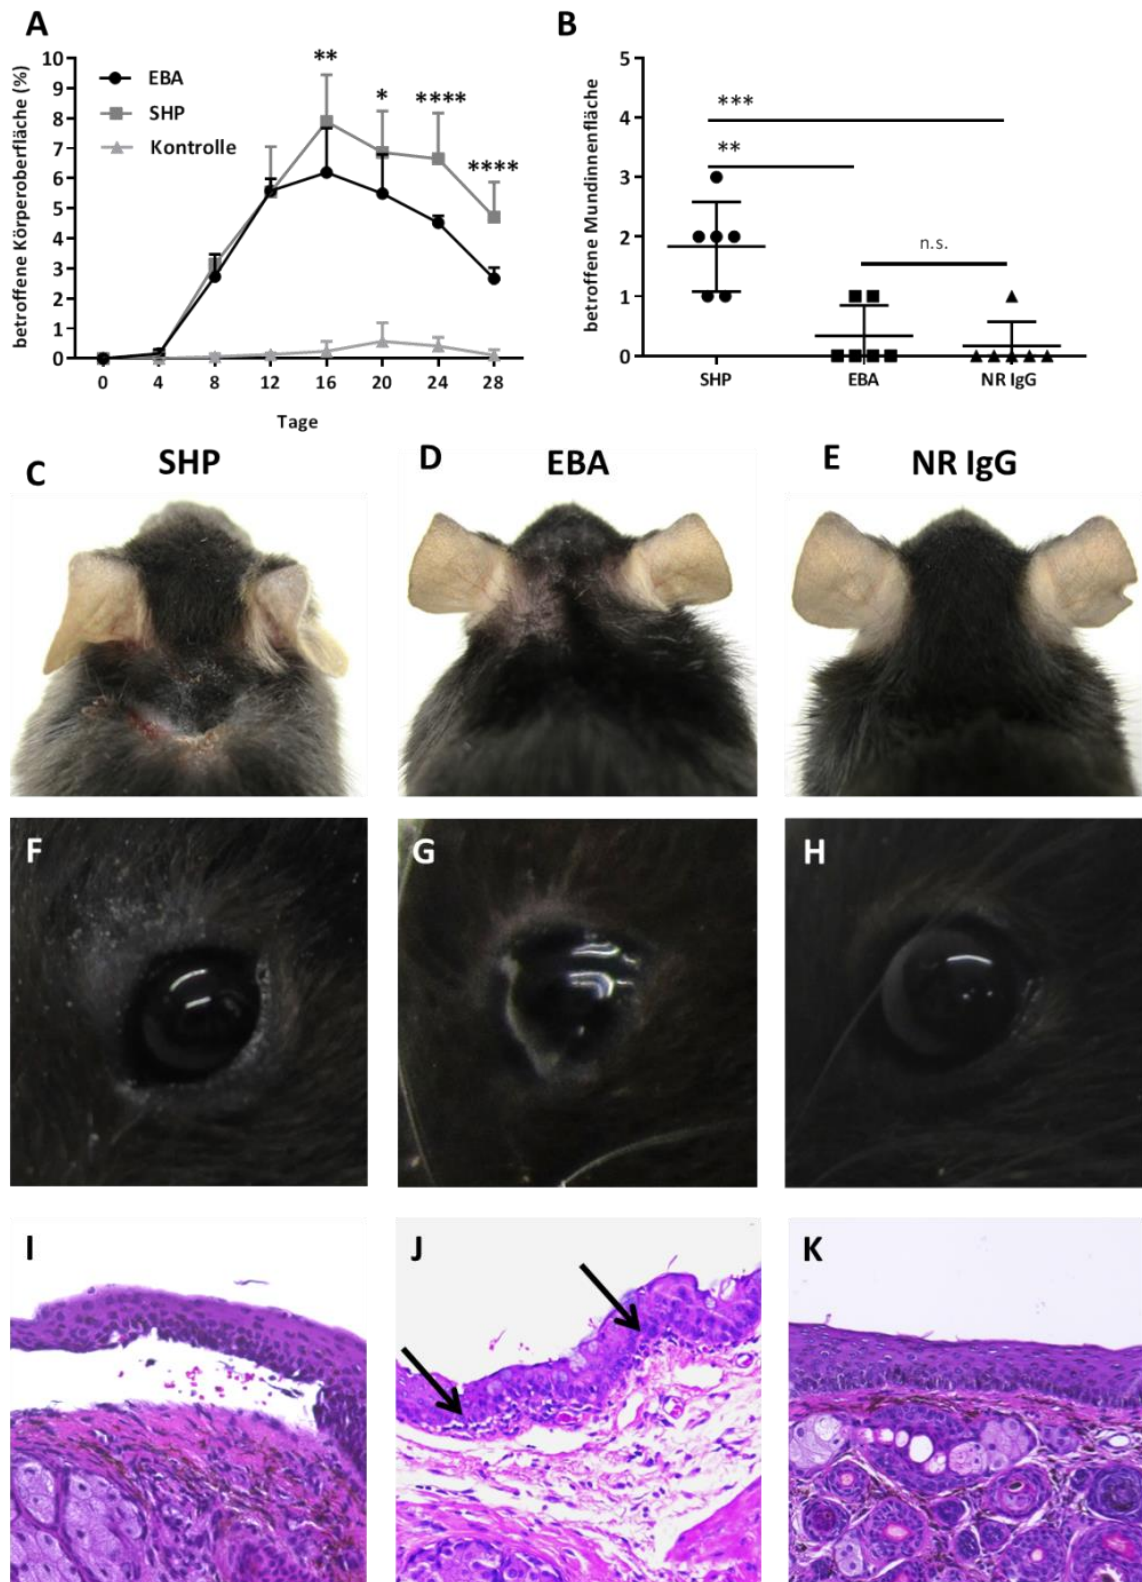 A
betroffene Körperoberfläche (%)
10
9
8
7
6
5
4
3
2
1
0
EBA
SHP
Kontrolle
**
*
****
****
0 4 8 12 16 20 24 28
Tage
B
betroffene Mundinnenfläche
5
4
3
2
1
0
***
**
n.s.
SHP EBA NR IgG
C SHP
D EBA
E NR IgG
F
G
H
I
J
K